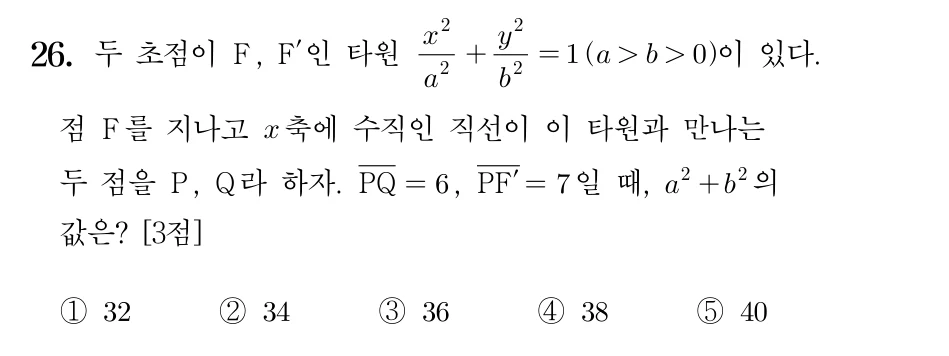 26. 두 초점이 F, F′인 타원 x²/a² + y²/b² = 1 (a > b > 0)이 있다.
점 F를 지나고 x축에 수직인 직선이 이 타원과 만나는
두 점을 P, Q라 하자. P̅Q̅ = 6, P̅F̅′ = 7일 때, a² + b²의
값은? [3점]
① 32 ② 34 ③ 36 ④ 38 ⑤ 40